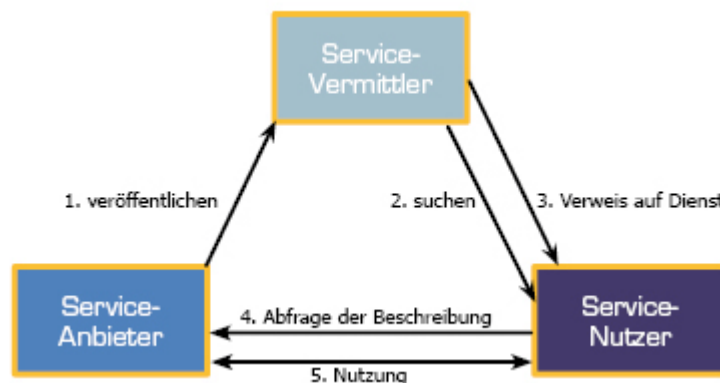 Service-
Vermittler
1. veröffentlichen
2. suchen
3. Verweis auf Dienst
Service-
Anbieter
4. Abfrage der Beschreibung
5. Nutzung
Service-
Nutzer